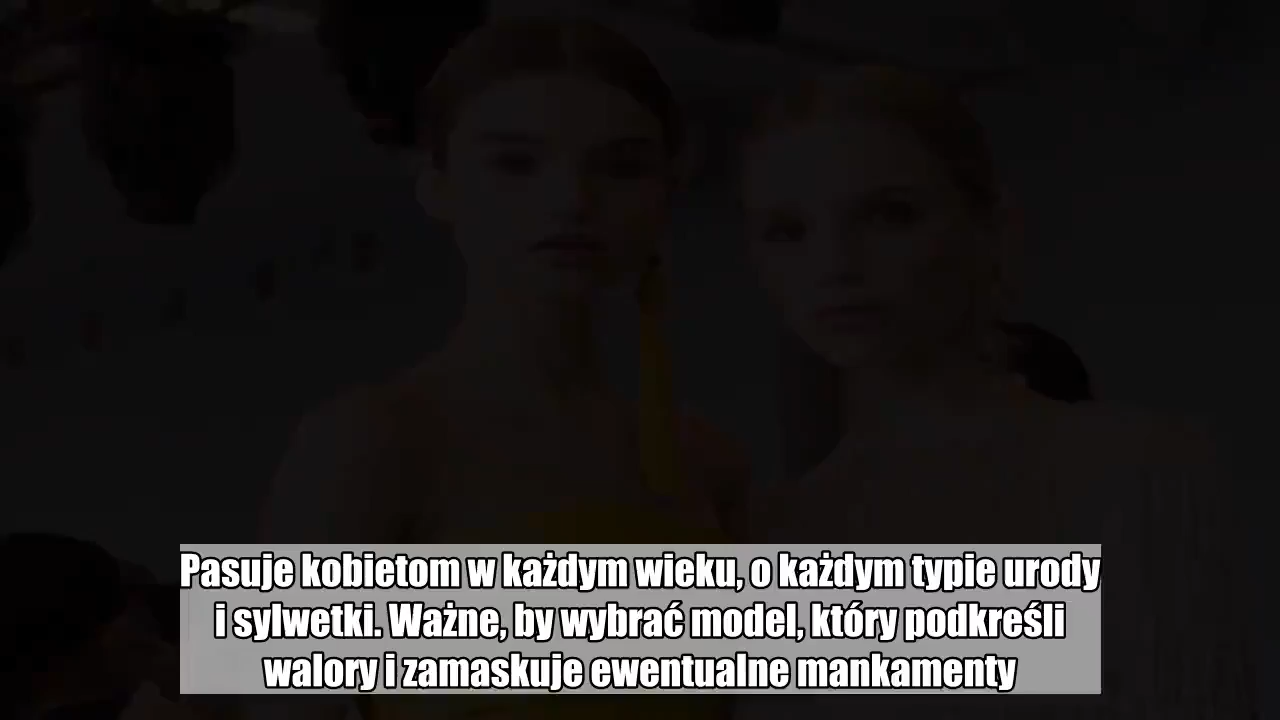 Pasuje kobietom w każdym wieku, o każdym typie urody
i sylwetki. Ważne, by wybrać model, który podkreśli
walory i zamaskuje ewentualne mankamenty